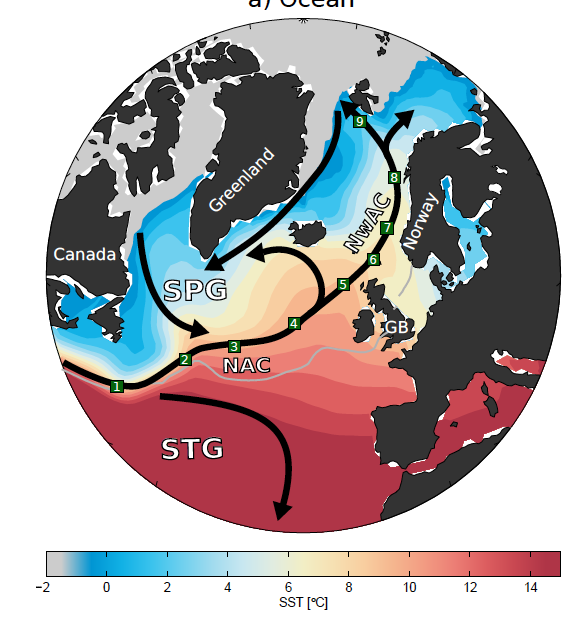 a) Ocean
9
Greenland
8
NwAC
Norway
7
Canada
6
SPG
5
4
GB
3
2
NAC
1
STG
−2 0 2 4 6 8 10 12 14
SST [°C]